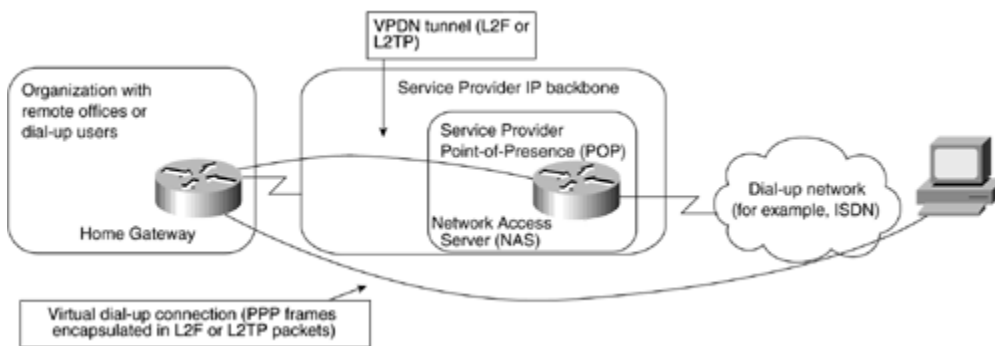 VPDN tunnel (L2F or
L2TP)
Organization with
remote offices or
dial-up users
Service Provider IP backbone
Service Provider
Point-of-Presence (POP)
Dial-up network
(for example, ISDN)
Home Gateway
Network Access
Server (NAS)
Virtual dial-up connection (PPP frames
encapsulated in L2F or L2TP packets)